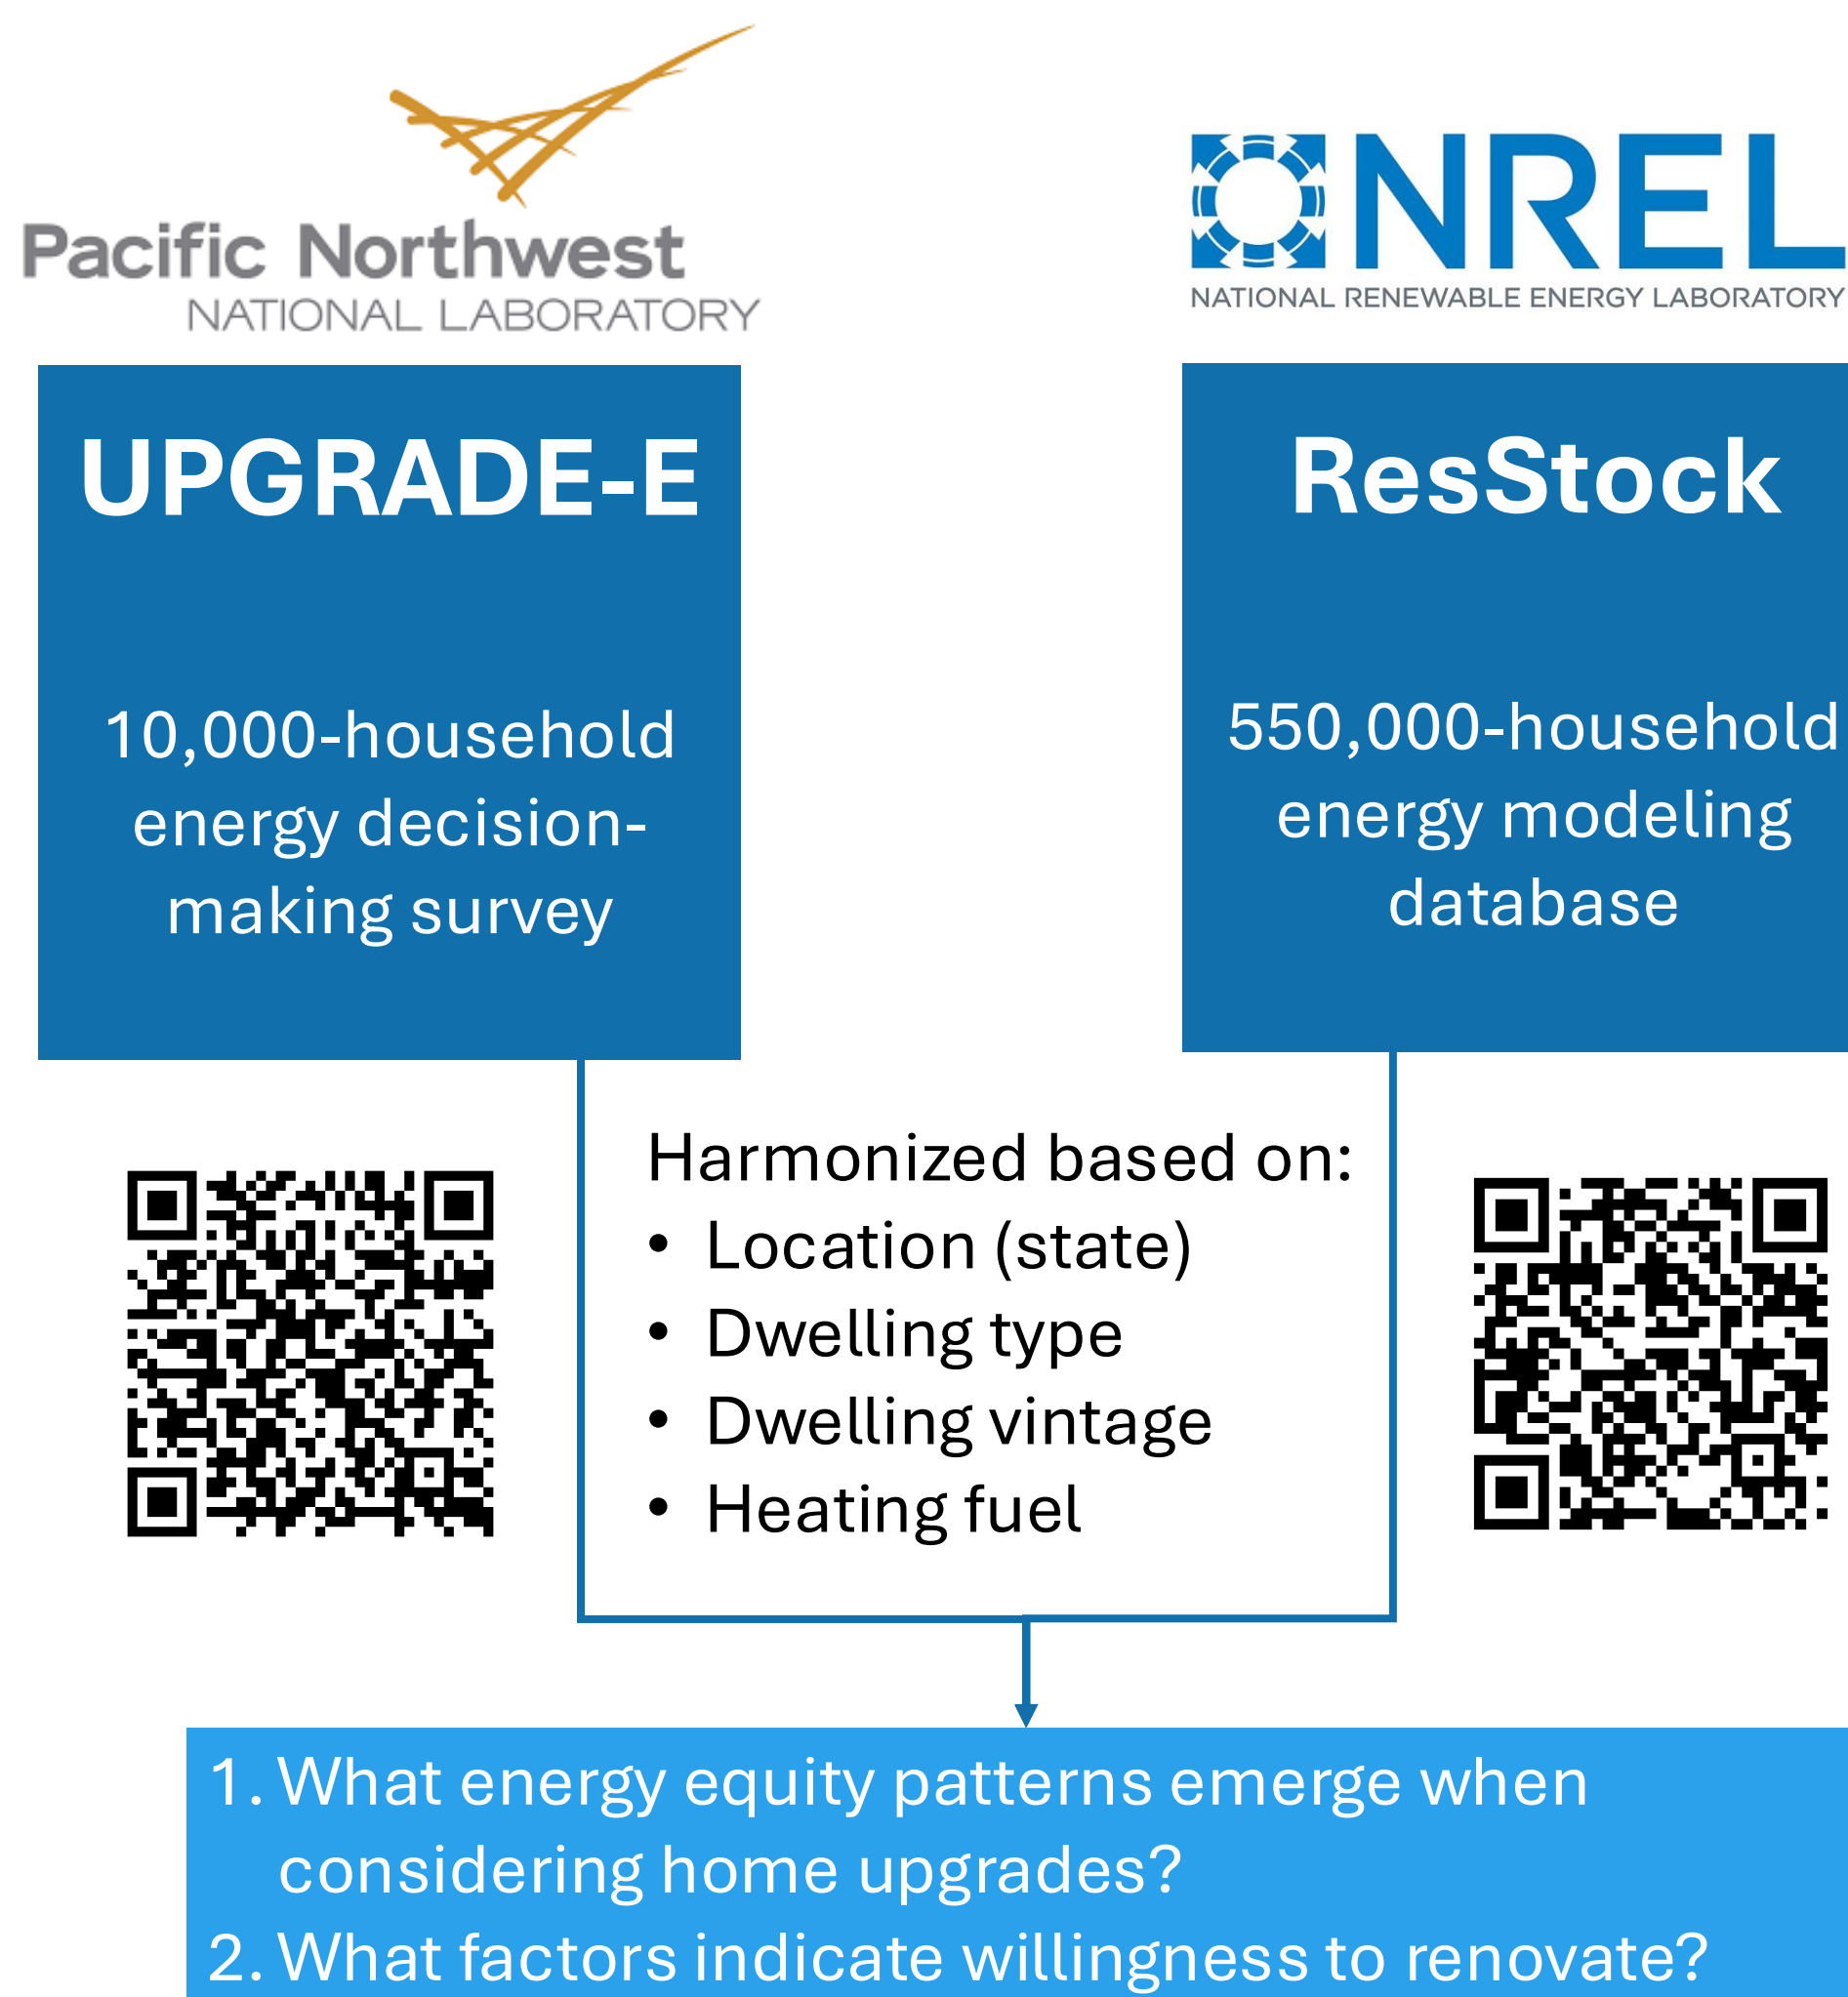 Pacific Northwest
NATIONAL LABORATORY
NREL
NATIONAL RENEWABLE ENERGY LABORATORY
UPGRADE-E
10,000-household
energy decision-
making survey
ResStock
550,000-household
energy modeling
database
Harmonized based on:
• Location (state)
• Dwelling type
• Dwelling vintage
• Heating fuel
1. What energy equity patterns emerge when
considering home upgrades?
2. What factors indicate willingness to renovate?